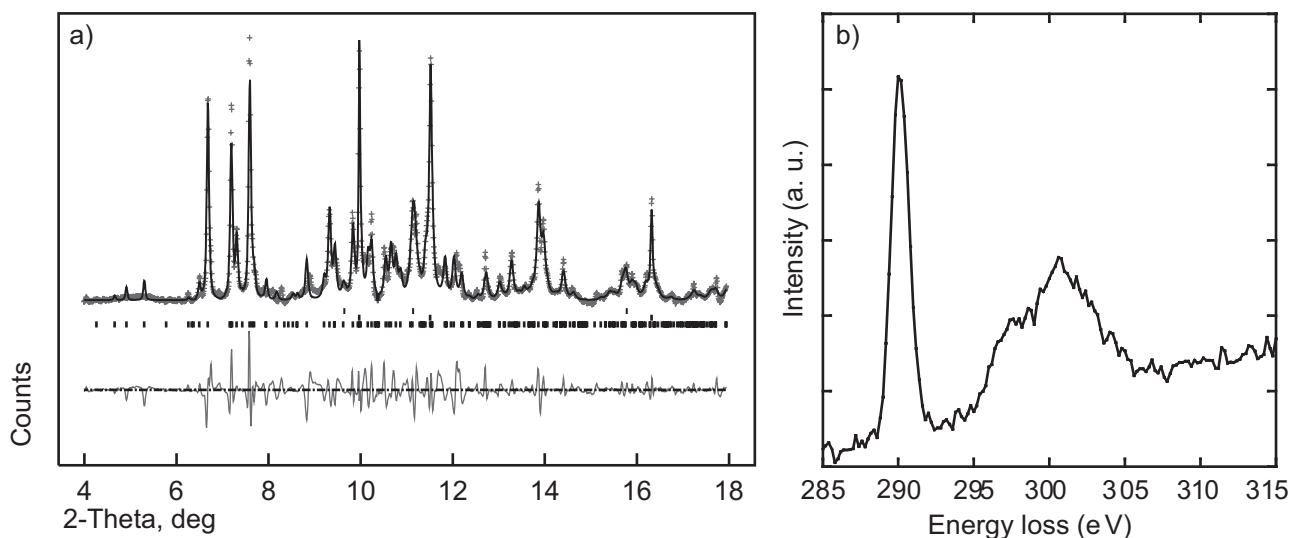 a)
Counts
4 6 8 10 12 14 16 18
2-Theta, deg
b)
Intensity (a. u.)
285 290 295 300 305 310 315
Energy loss (eV)